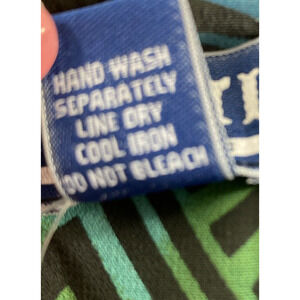 HAND WASH
SEPARATELY
LINE DRY
COOL IRON
DO NOT BLEACH